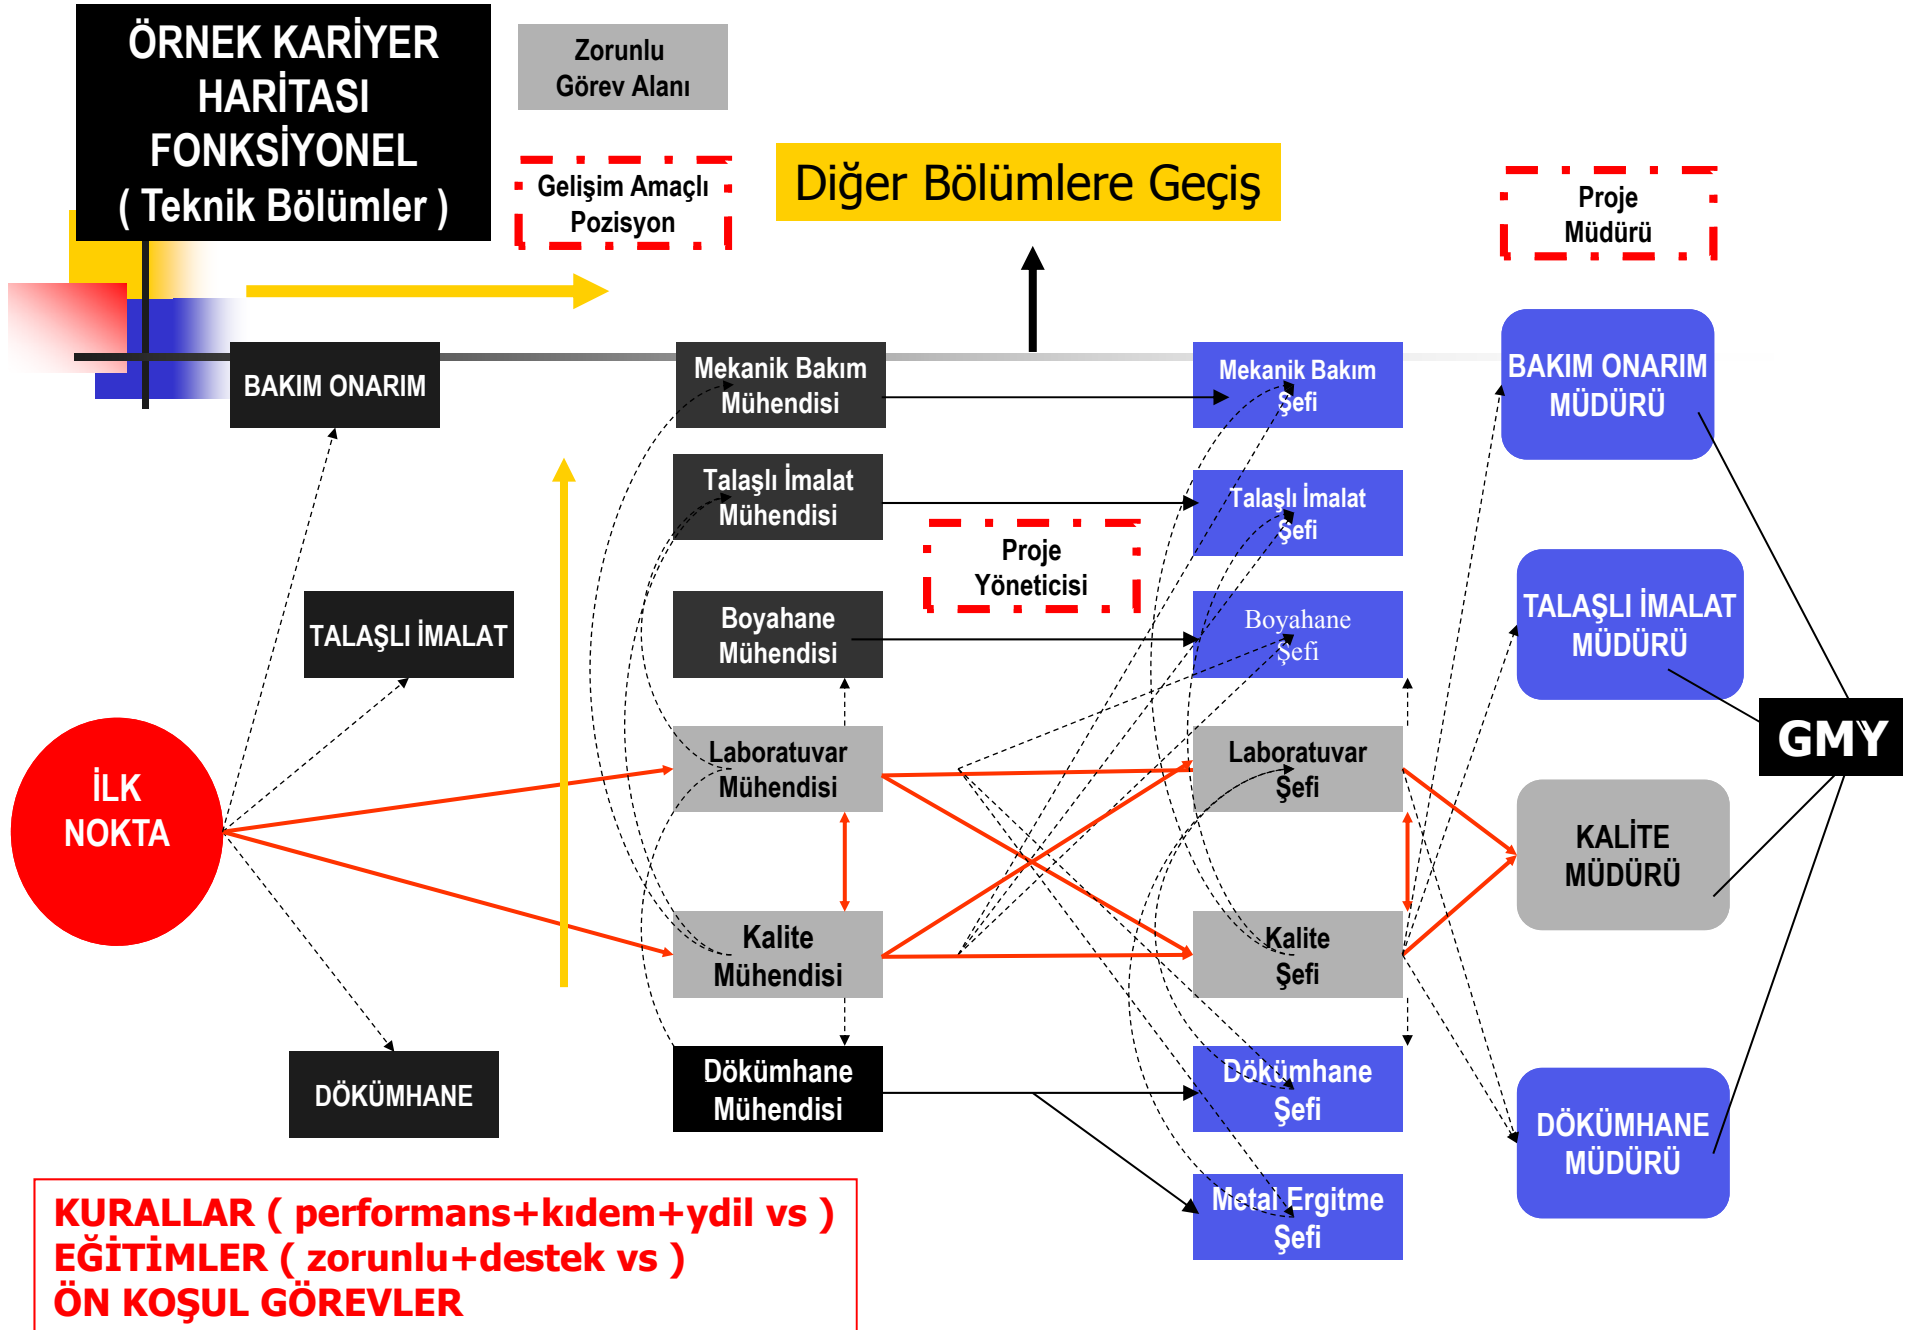 ÖRNEK KARİYER
HARİTASI
FONKSİYONEL
( Teknik Bölümler )
Zorunlu
Görev Alanı
Gelişim Amaçlı
Pozisyon
Diğer Bölümlere Geçiş
Proje
Müdürü
BAKIM ONARIM
Mekanik Bakım
Mühendisi
Mekanik Bakım
Şefi
BAKIM ONARIM
MÜDÜRÜ
Talaşlı İmalat
Mühendisi
Talaşlı İmalat
Şefi
Proje
Yöneticisi
TALAŞLI İMALAT
Boyahane
Mühendisi
Boyahane
Şefi
TALAŞLI İMALAT
MÜDÜRÜ
GMY
İLK
NOKTA
Laboratuvar
Mühendisi
Laboratuvar
Şefi
KALİTE
MÜDÜRÜ
Kalite
Mühendisi
Kalite
Şefi
DÖKÜMHANE
Dökümhane
Mühendisi
Dökümhane
Şefi
DÖKÜMHANE
MÜDÜRÜ
Metal Ergitme
Şefi
KURALLAR ( performans+kıdem+ydil vs )
EĞİTİMLER ( zorunlu+destek vs )
ÖN KOŞUL GÖREVLER